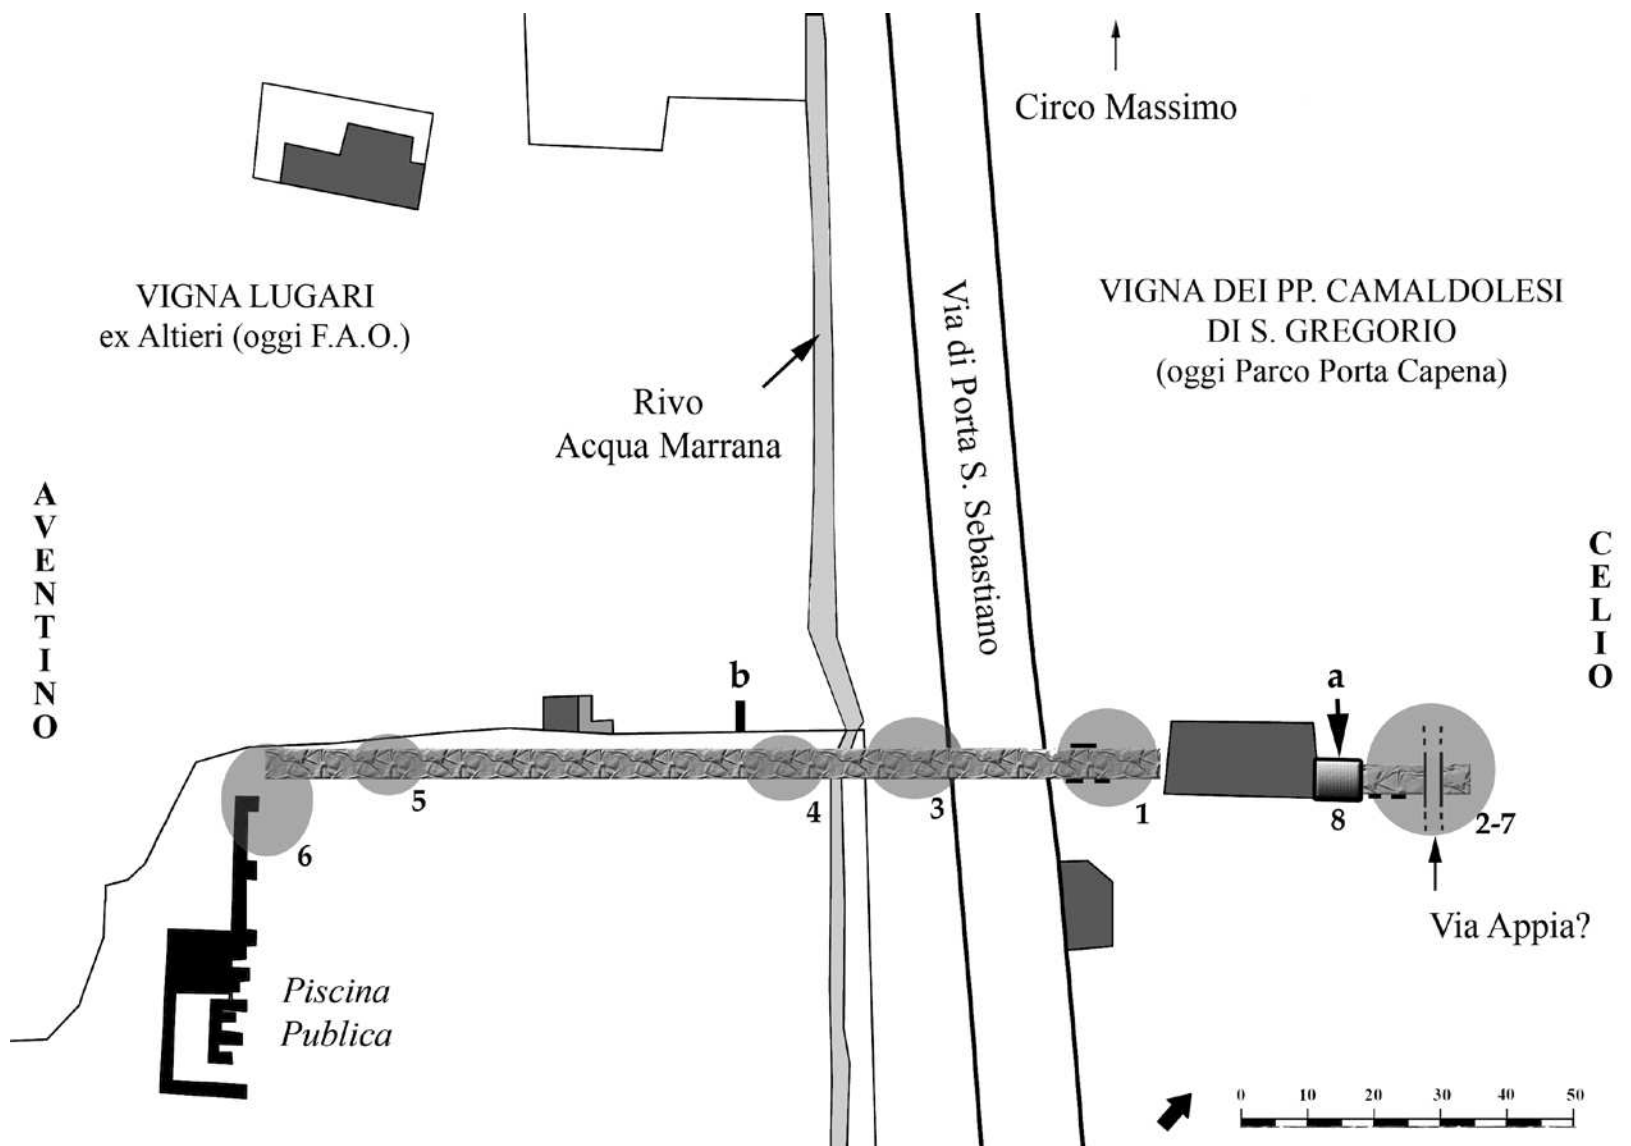 Circo Massimo
VIGNA LUGARI
ex Altieri (oggi F.A.O.)
Rivo
Acqua Marrana
Via di Porta S. Sebastiano
VIGNA DEI PP. CAMALDOLESI
DI S. GREGORIO
(oggi Parco Porta Capena)
AVENTINO
CELIO
b
a
5
4
3
1
8
2-7
6
Via Appia?
Piscina
Publica
0 10 20 30 40 50